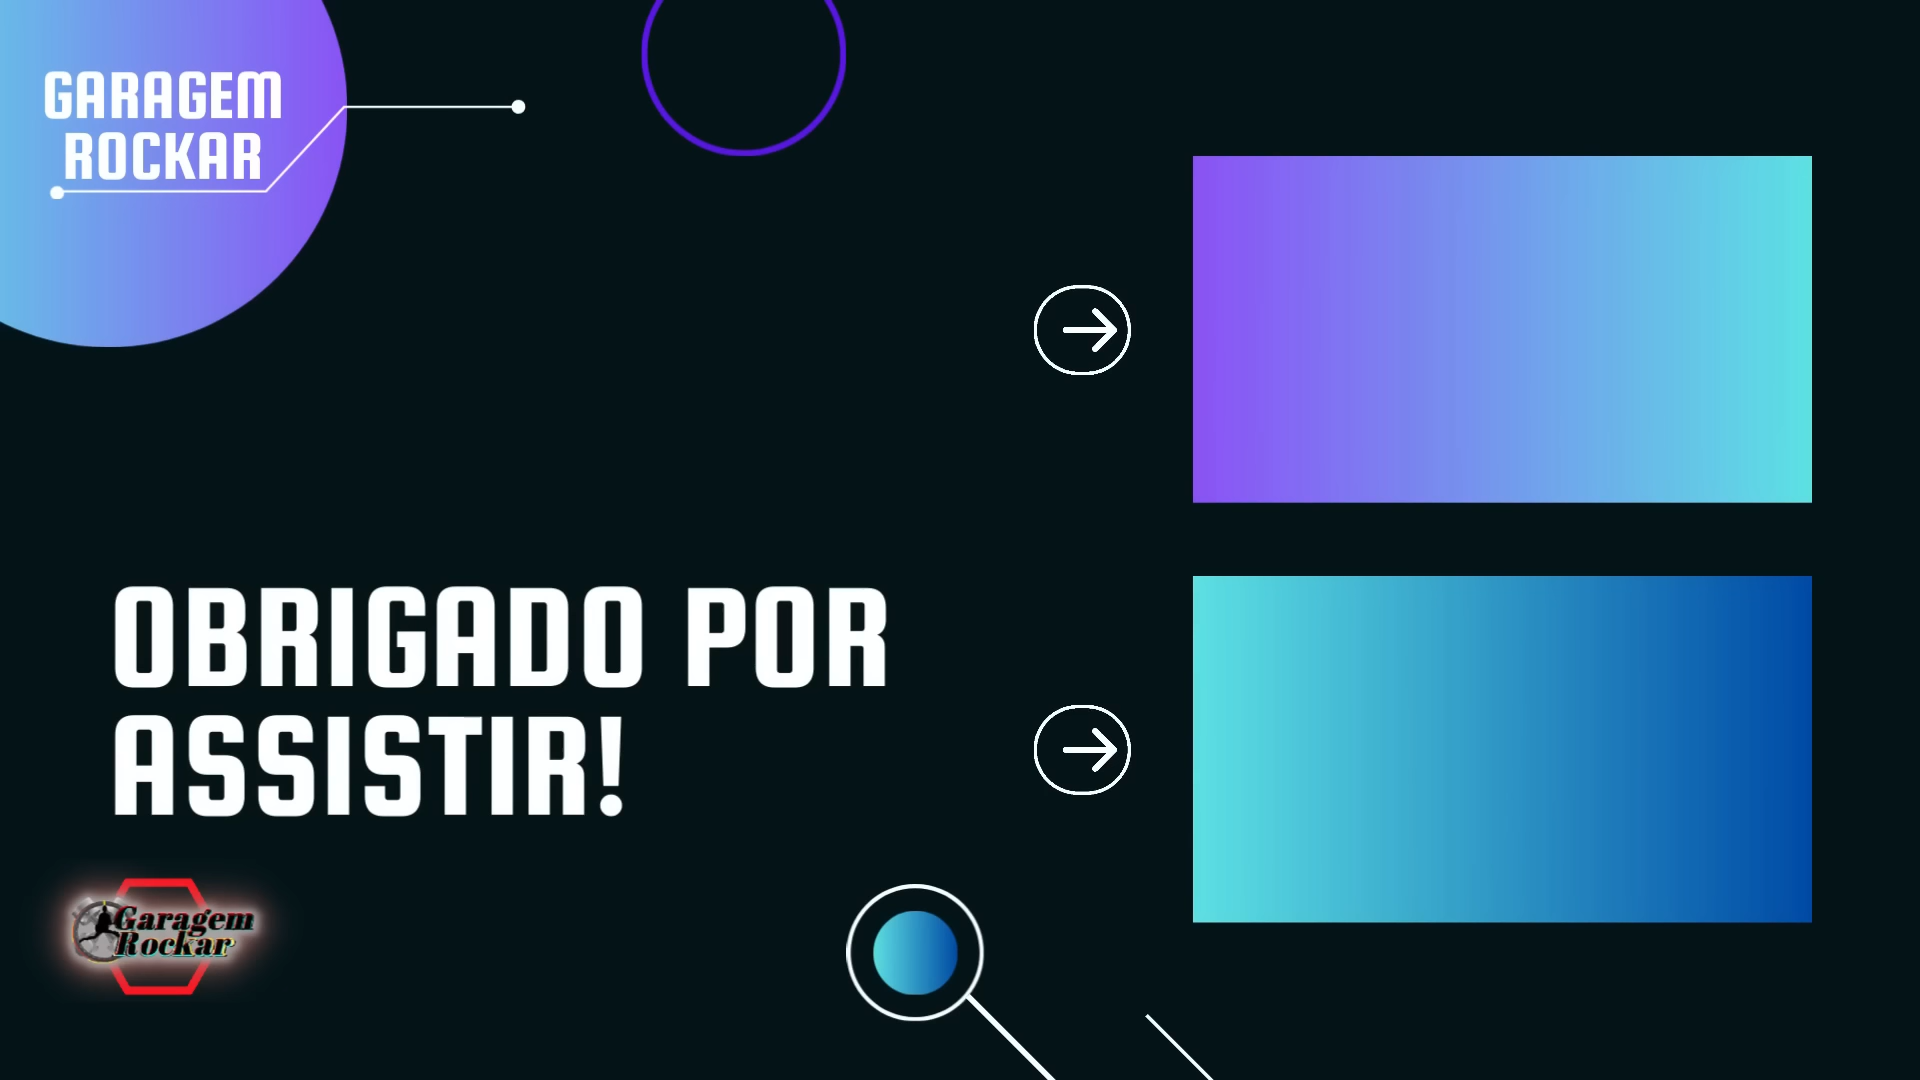 GARAGEM
ROCKAR
OBRIGADO POR
ASSISTIR!
Garagem
Rockar